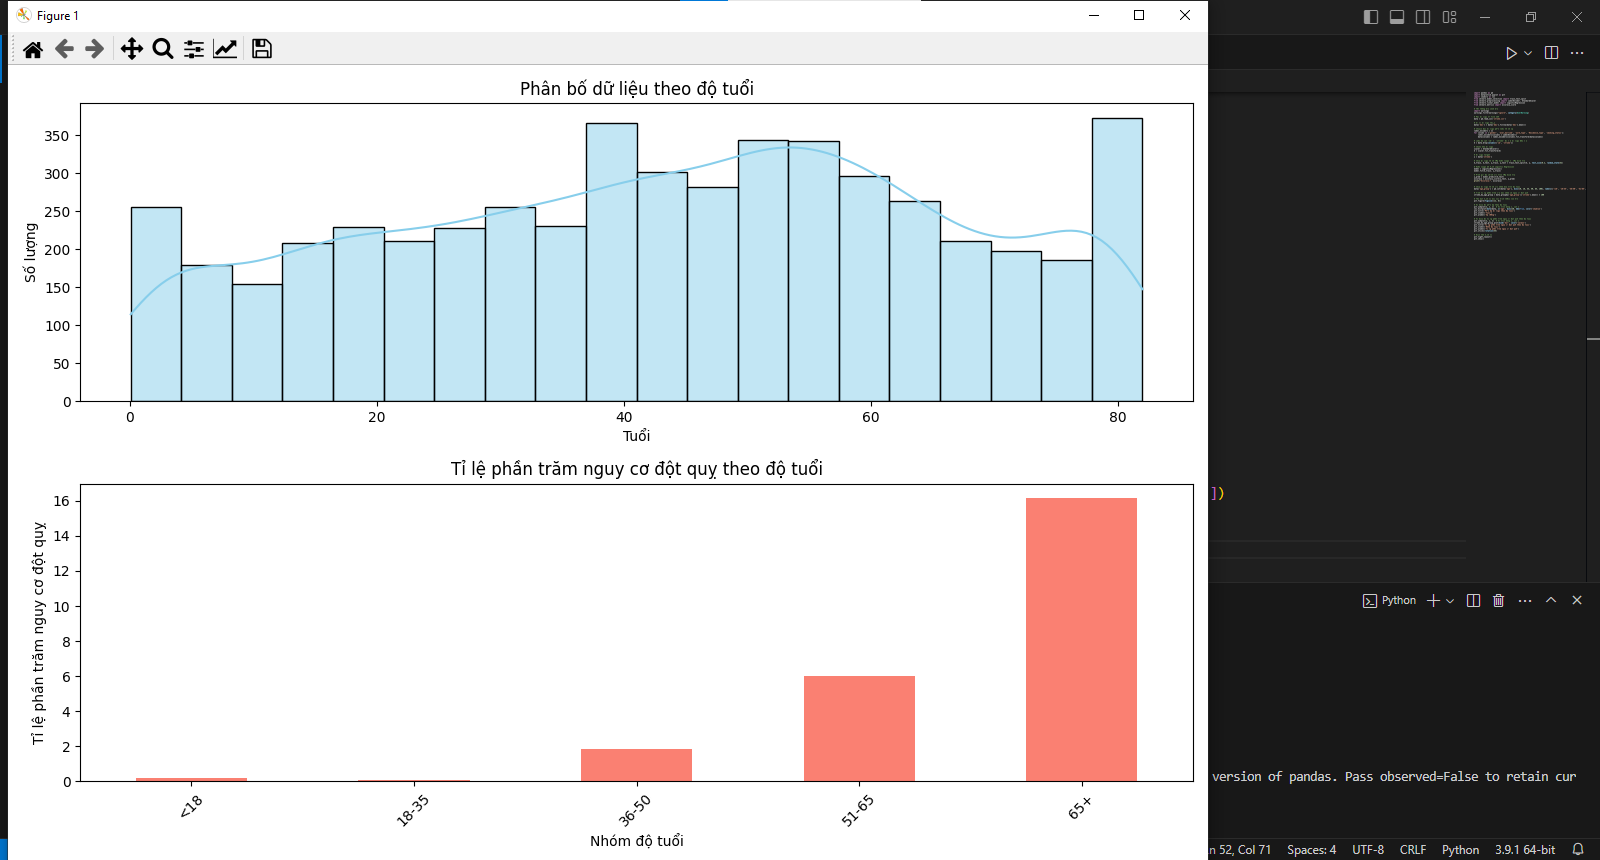 Figure 1
Phân bố dữ liệu theo độ tuổi
Số lượng
350
300
250
200
150
100
50
0
0 20 40 60 80
Tuổi
Tỉ lệ phần trăm nguy cơ đột quỵ theo độ tuổi
Tỉ lệ phần trăm nguy cơ đột quỵ
16
14
12
10
8
6
4
2
0
<18 18-35 36-50 51-65 65+
Nhóm độ tuổi
])
Python
version of pandas. Pass observed=False to retain cur
n 52, Col 71 Spaces: 4 UTF-8 CRLF Python 3.9.1 64-bit